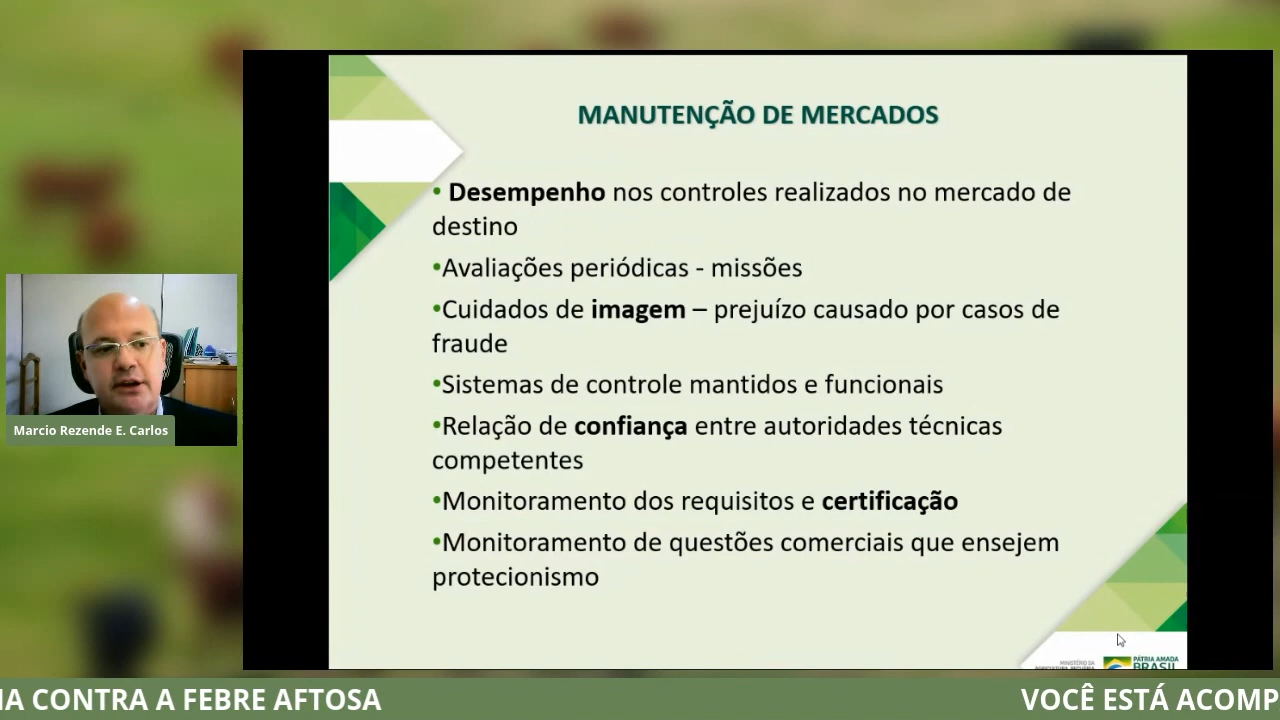 MANUTENÇÃO DE MERCADOS
• Desempenho nos controles realizados no mercado de
destino
•Avaliações periódicas - missões
•Cuidados de imagem – prejuízo causado por casos de
fraude
•Sistemas de controle mantidos e funcionais
•Relação de confiança entre autoridades técnicas
competentes
•Monitoramento dos requisitos e certificação
•Monitoramento de questões comerciais que ensejem
protecionismo
Marcio Rezende E. Carlos
MINISTÉRIO DA
PÁTRIA AMADA
BRASIL
IA CONTRA A FEBRE AFTOSA
VOCÊ ESTÁ ACOMP